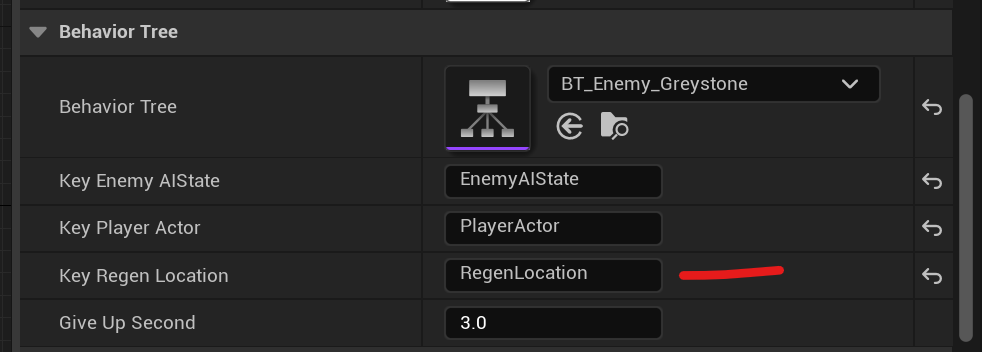 Behavior Tree
Behavior Tree
BT_Enemy_Greystone
Key Enemy AIState
EnemyAIState
Key Player Actor
PlayerActor
Key Regen Location
RegenLocation
Give Up Second
3.0